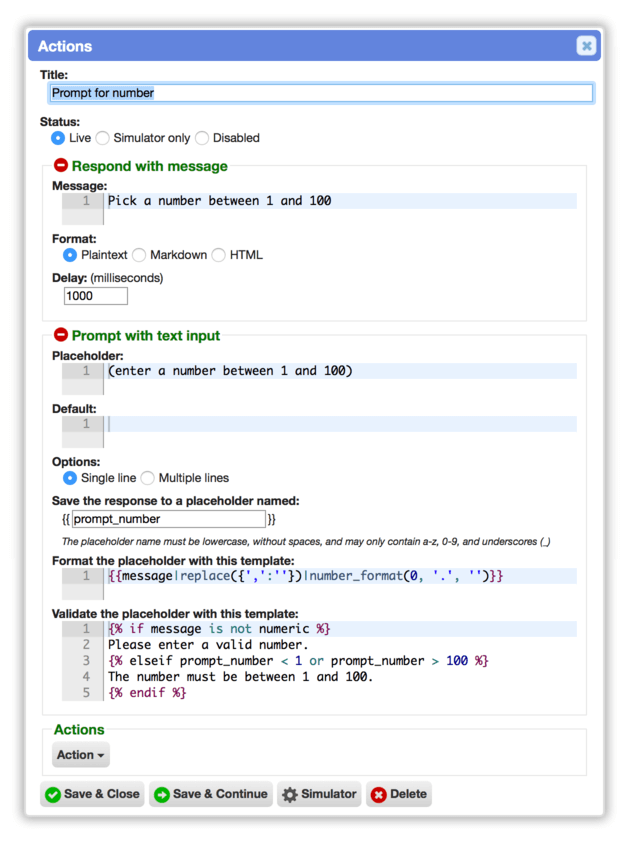 Actions
Title:
Prompt for number
Status:
Live Simulator only Disabled
Respond with message
Message:
1 Pick a number between 1 and 100
Format:
Plaintext Markdown HTML
Delay: (milliseconds)
1000
Prompt with text input
Placeholder:
1 (enter a number between 1 and 100)
Default:
1
Options:
Single line Multiple lines
Save the response to a placeholder named:
{{ prompt_number }}
The placeholder name must be lowercase, without spaces, and may only contain a-z, 0-9, and underscores (_)
Format the placeholder with this template:
1 {{message|replace({',':''})|number_format(0, '.', '')}}
Validate the placeholder with this template:
1 {% if message is not numeric %}
2 Please enter a valid number.
3 {% elseif prompt_number < 1 or prompt_number > 100 %}
4 The number must be between 1 and 100.
5 {% endif %}
Actions
Action
Save & Close Save & Continue Simulator Delete